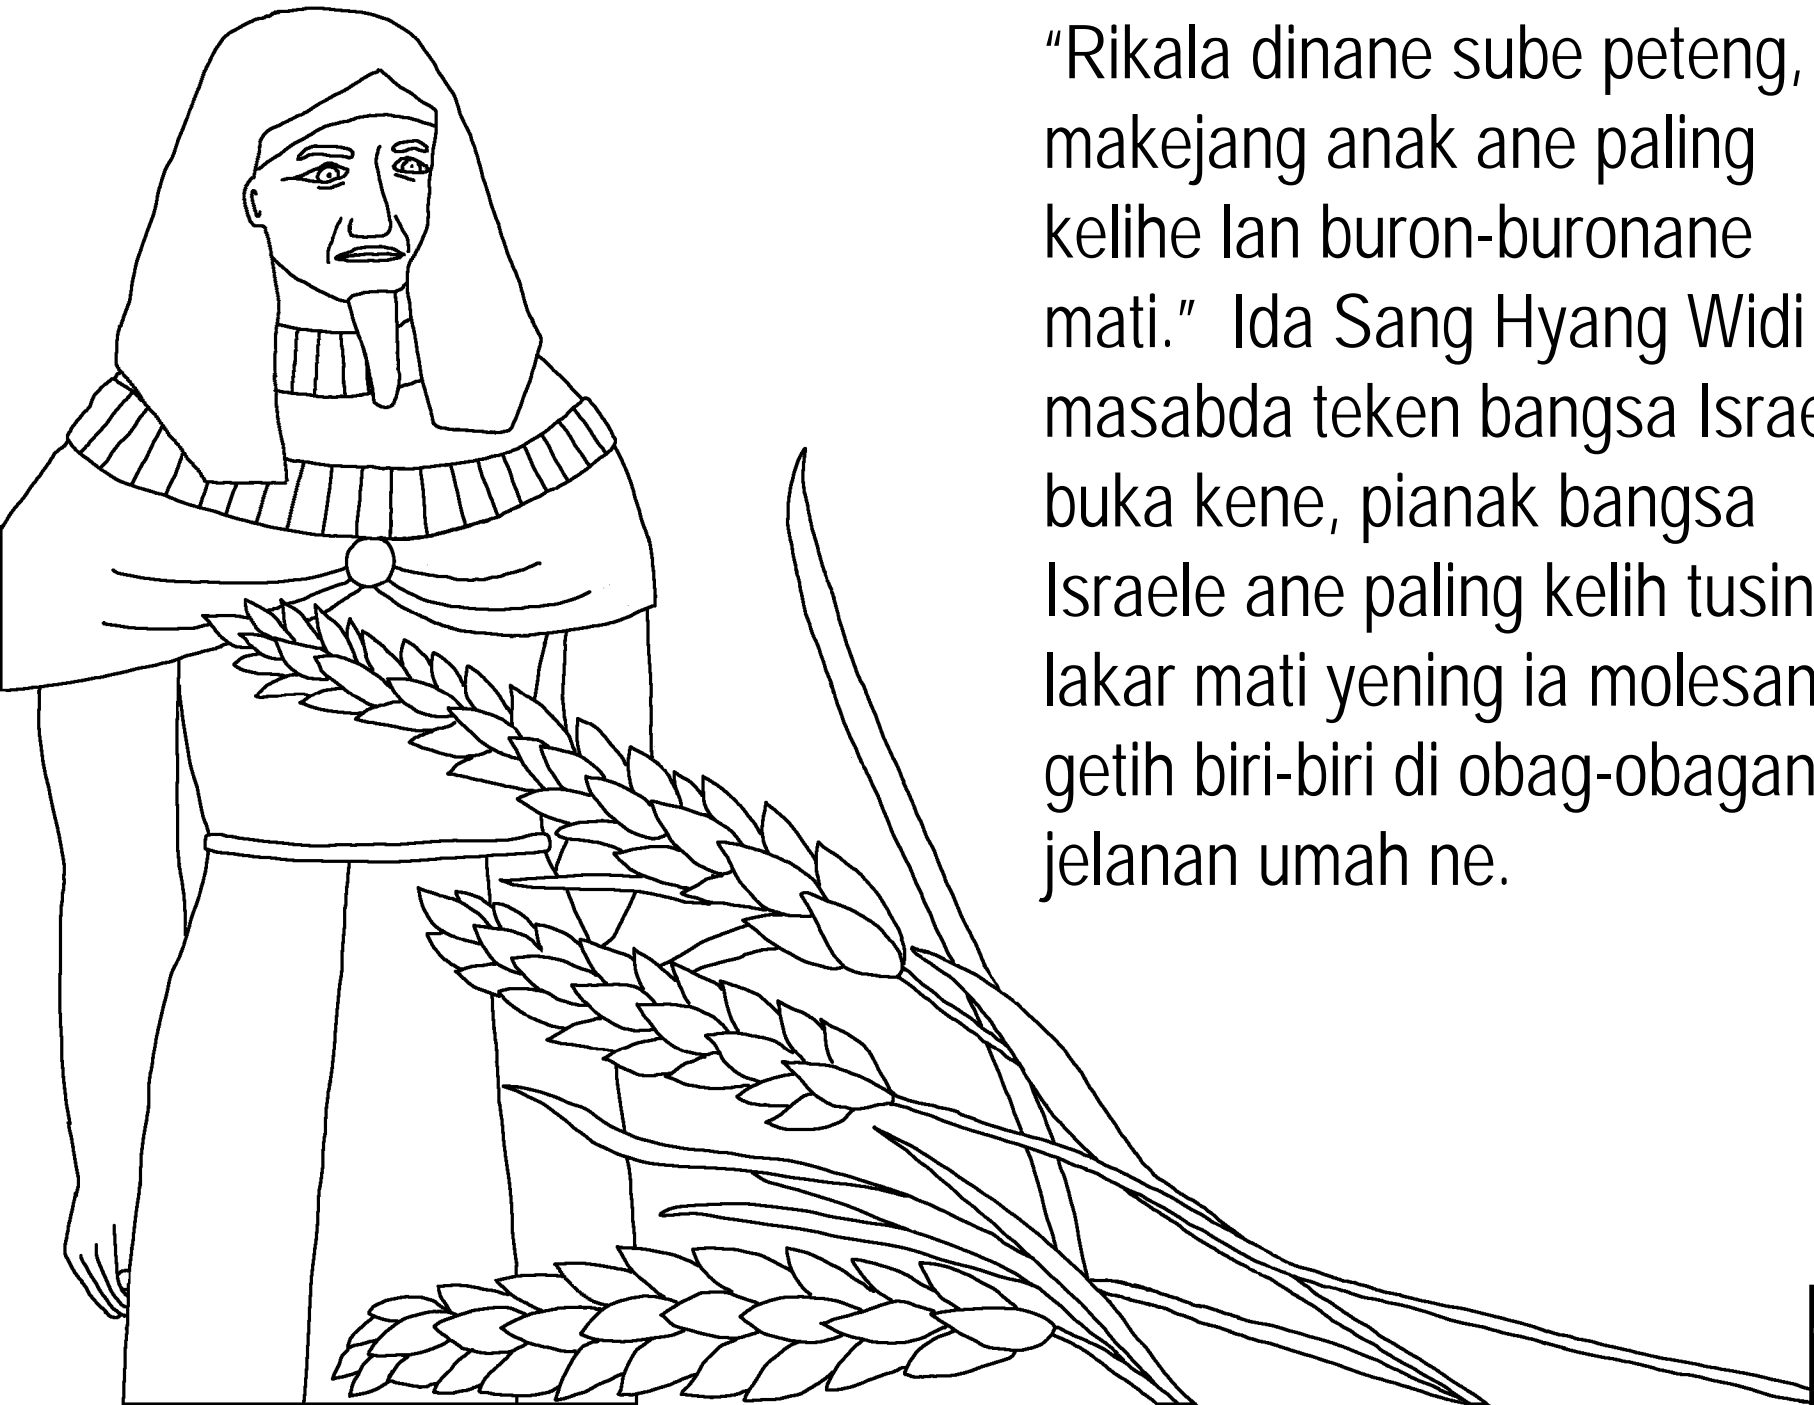 “Rikala dinane sube peteng,
makejang anak ane paling
kelihe lan buron-buronane
mati.” Ida Sang Hyang Widi
masabda teken bangsa
buka kene, pianak bangsa
Israele ane paling kelih tusin
lakar mati yening ia molesan
getih biri-biri di obag-obagan
jelanan umah ne.